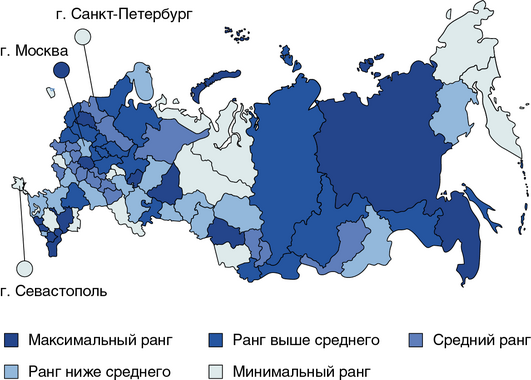 г. Санкт-Петербург
г. Москва
г. Севастополь
Максимальный ранг
Ранг выше среднего
Средний ранг
Ранг ниже среднего
Минимальный ранг